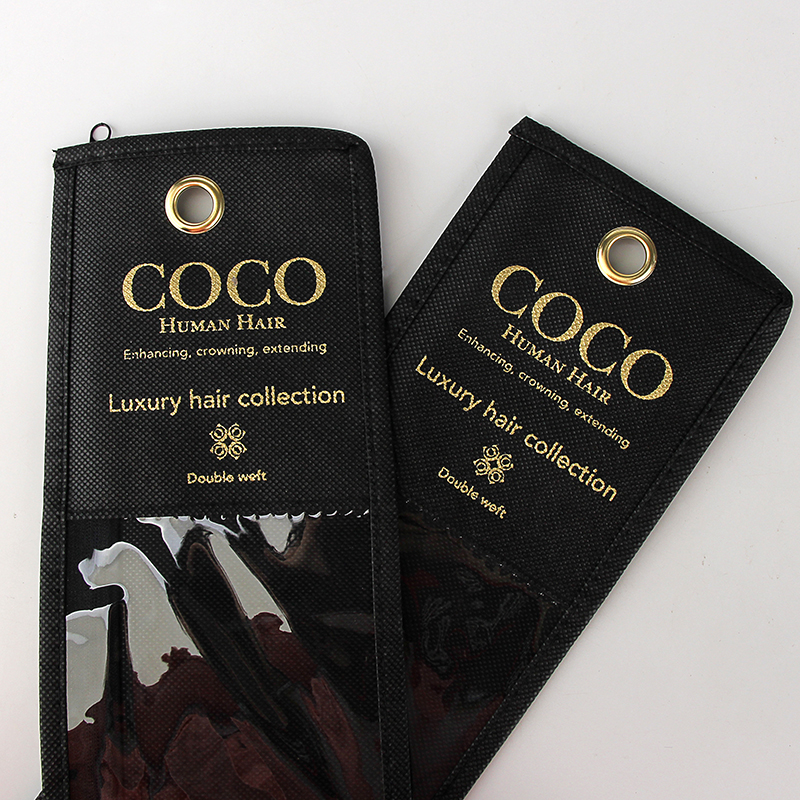 COCO
HUMAN HAIR
Enhancing, crowning, extending
Luxury hair collection
Double weft
COCO
HUMAN HAIR
Enhancing, crowning, extending
Luxury hair collection
Double weft